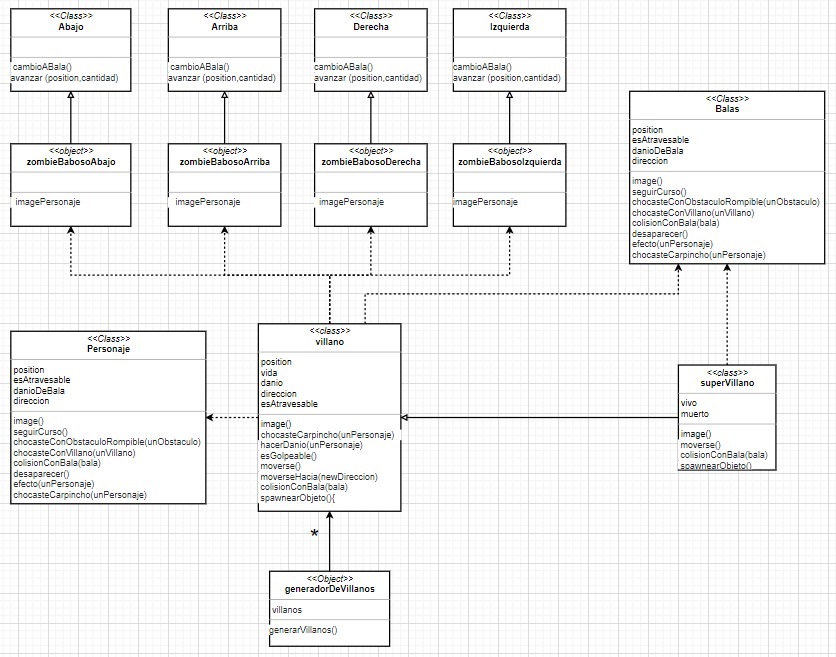 <<Class>>
Abajo
cambioABala()
avanzar (position,cantidad)
<<Class>>
Arriba
cambioABala()
avanzar (position,cantidad)
<<Class>>
Derecha
cambioABala()
avanzar (position,cantidad)
<<Class>>
Izquierda
cambioABala()
avanzar (position,cantidad)
<<object>>
zombieBabosoAbajo
imagePersonaje
<<object>>
zombieBabosoArriba
imagePersonaje
<<object>>
zombieBabosoDerecha
imagePersonaje
<<object>>
zombieBabosoIzquierda
imagePersonaje
<<Class>>
Balas
position
esAtravesable
danioDeBala
direccion
image()
seguirCurso()
chocasteConObstaculoRompible(unObstaculo)
chocasteConVillano(unVillano)
colisionConBala(bala)
desaparecer()
efecto(unPersonaje)
chocasteCarpincho(unPersonaje)
<<Class>>
Personaje
position
esAtravesable
danioDeBala
direccion
image()
seguirCurso()
chocasteConObstaculoRompible(unObstaculo)
chocasteConVillano(unVillano)
colisionConBala(bala)
desaparecer()
efecto(unPersonaje)
chocasteCarpincho(unPersonaje)
<<class>>
villano
position
vida
danio
direccion
esAtravesable
image()
chocasteCarpincho(unPersonaje)
hacerDanio(unPersonaje)
esGolpeable()
moverse()
moverseHacia(newDireccion)
colisionConBala(bala)
spawnearObjeto(){
<<class>>
superVillano
vivo
muerto
image()
moverse()
colisionConBala(bala)
spawnearObjeto()
*
<<Object>>
generadorDeVillanos
villanos
generarVillanos()